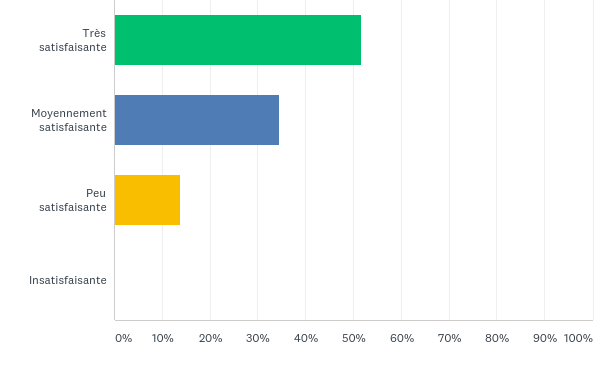 Très
satisfaisante
Moyennement
satisfaisante
Peu
satisfaisante
Insatisfaisante
0% 10% 20% 30% 40% 50% 60% 70% 80% 90% 100%